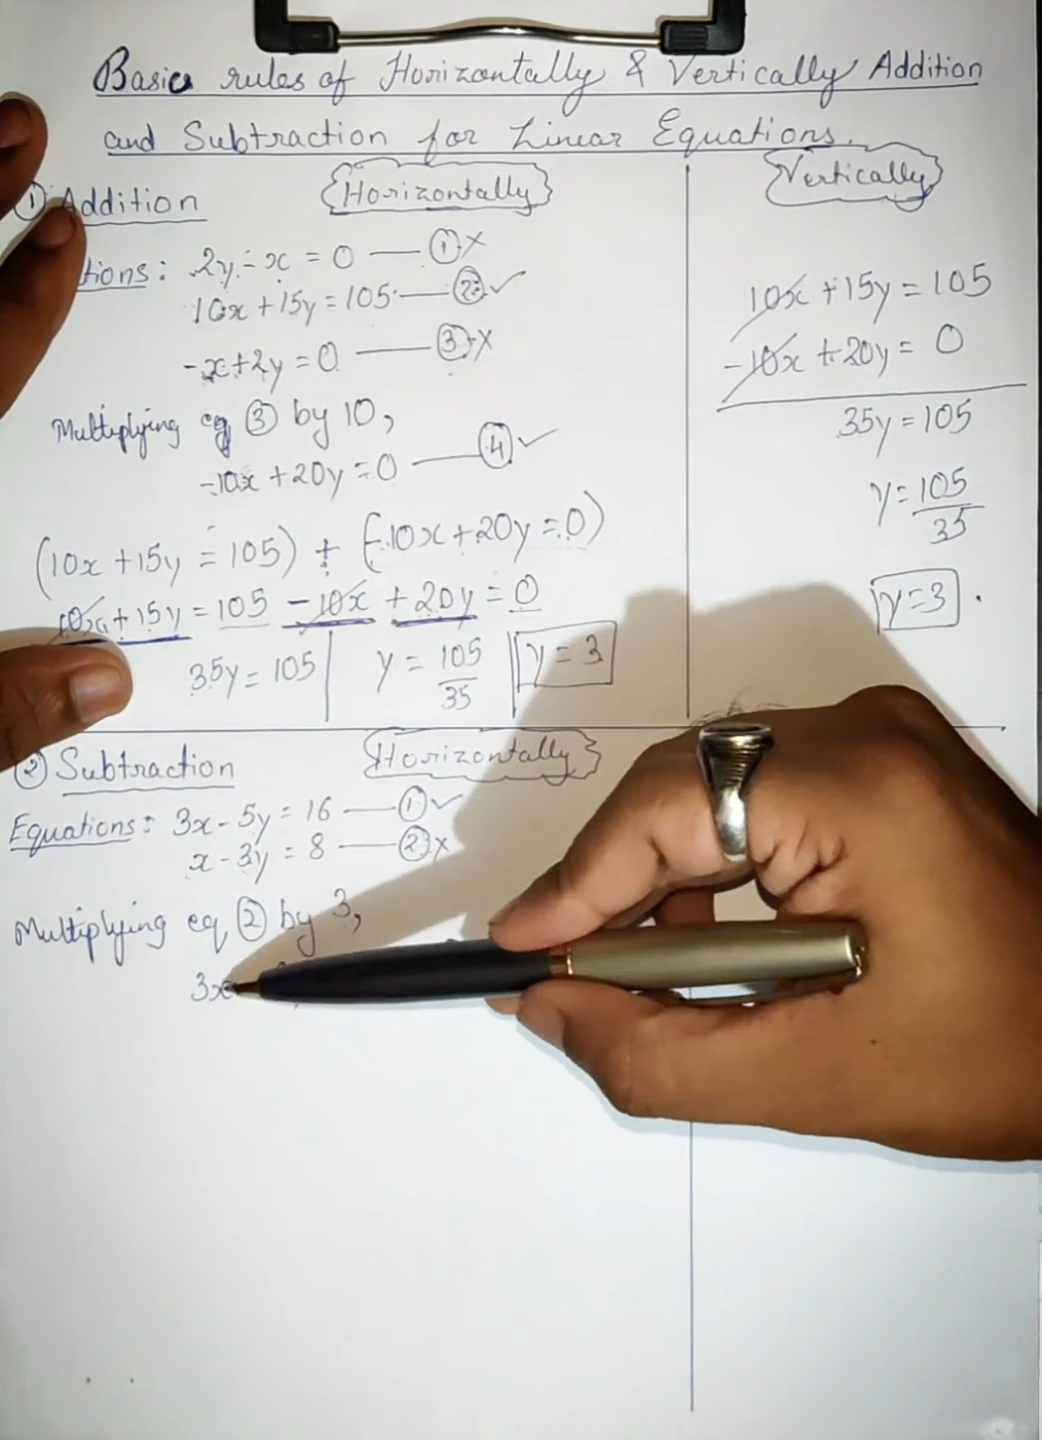 Basic rules of Horizontally & Vertically Addition
and Subtraction for Linear Equations.
① Addition
Horizontally
tions: 2y - x = 0 — ① ×
10x + 15y = 105 — ② ✓
-x + 2y = 0 — ③ ×
Multiplying eq ③ by 10,
-10x + 20y = 0 — ④ ✓
(10x + 15y = 105) + (-10x + 20y = 0)
10x + 15y = 105 - 10x + 20y = 0
35y = 105 | y = 105/35 || y = 3
Vertically
10x + 15y = 105
-10x + 20y = 0
35y = 105
y = 105/35
y = 3.
② Subtraction
Horizontally
Equations: 3x - 5y = 16 — ① ✓
x - 3y = 8 — ② ×
Multiplying eq ② by 3,
3x